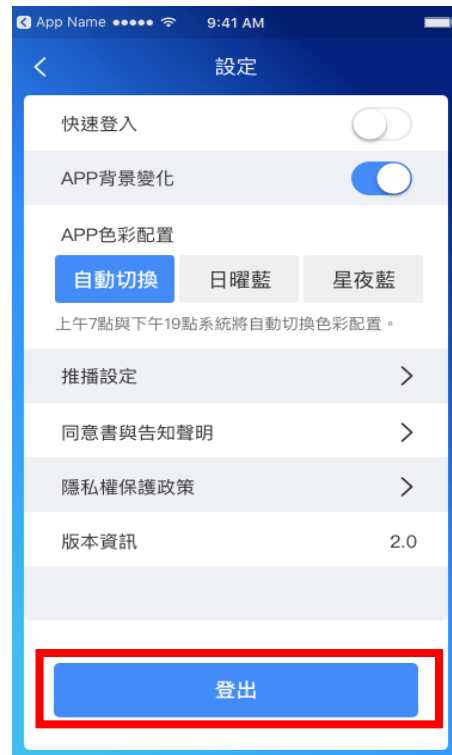 App Name 9:41 AM
設定
快速登入
APP背景變化
APP色彩配置
自動切換 日曜藍 星夜藍
上午7點與下午19點系統將自動切換色彩配置。
推播設定
同意書與告知聲明
隱私權保護政策
版本資訊 2.0
登出